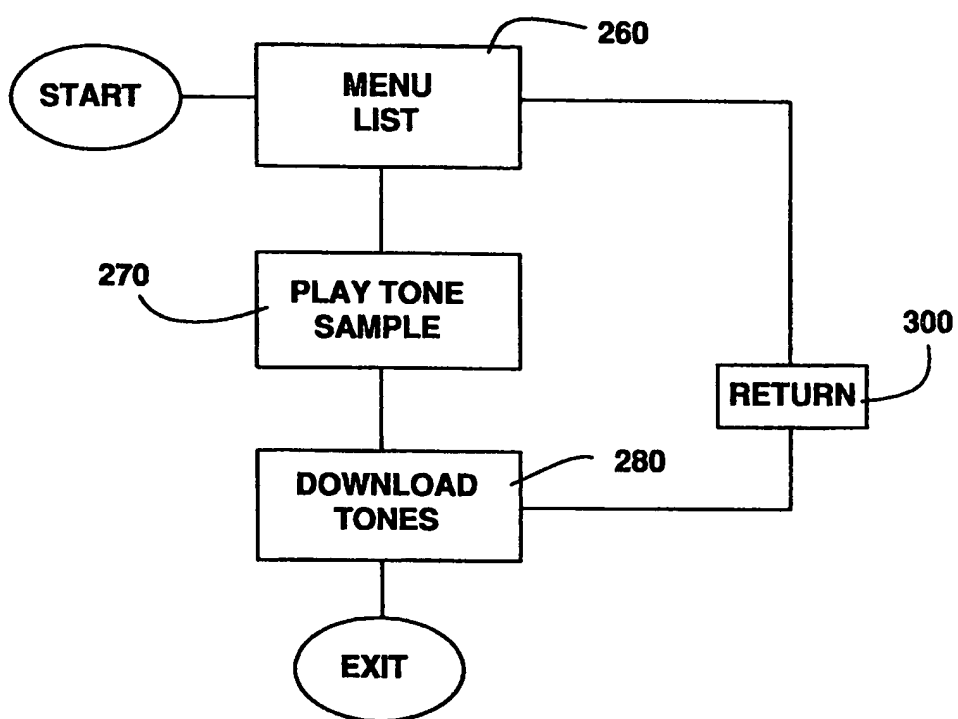 260
START
MENU
LIST
270
PLAY TONE
SAMPLE
300
RETURN
280
DOWNLOAD
TONES
EXIT